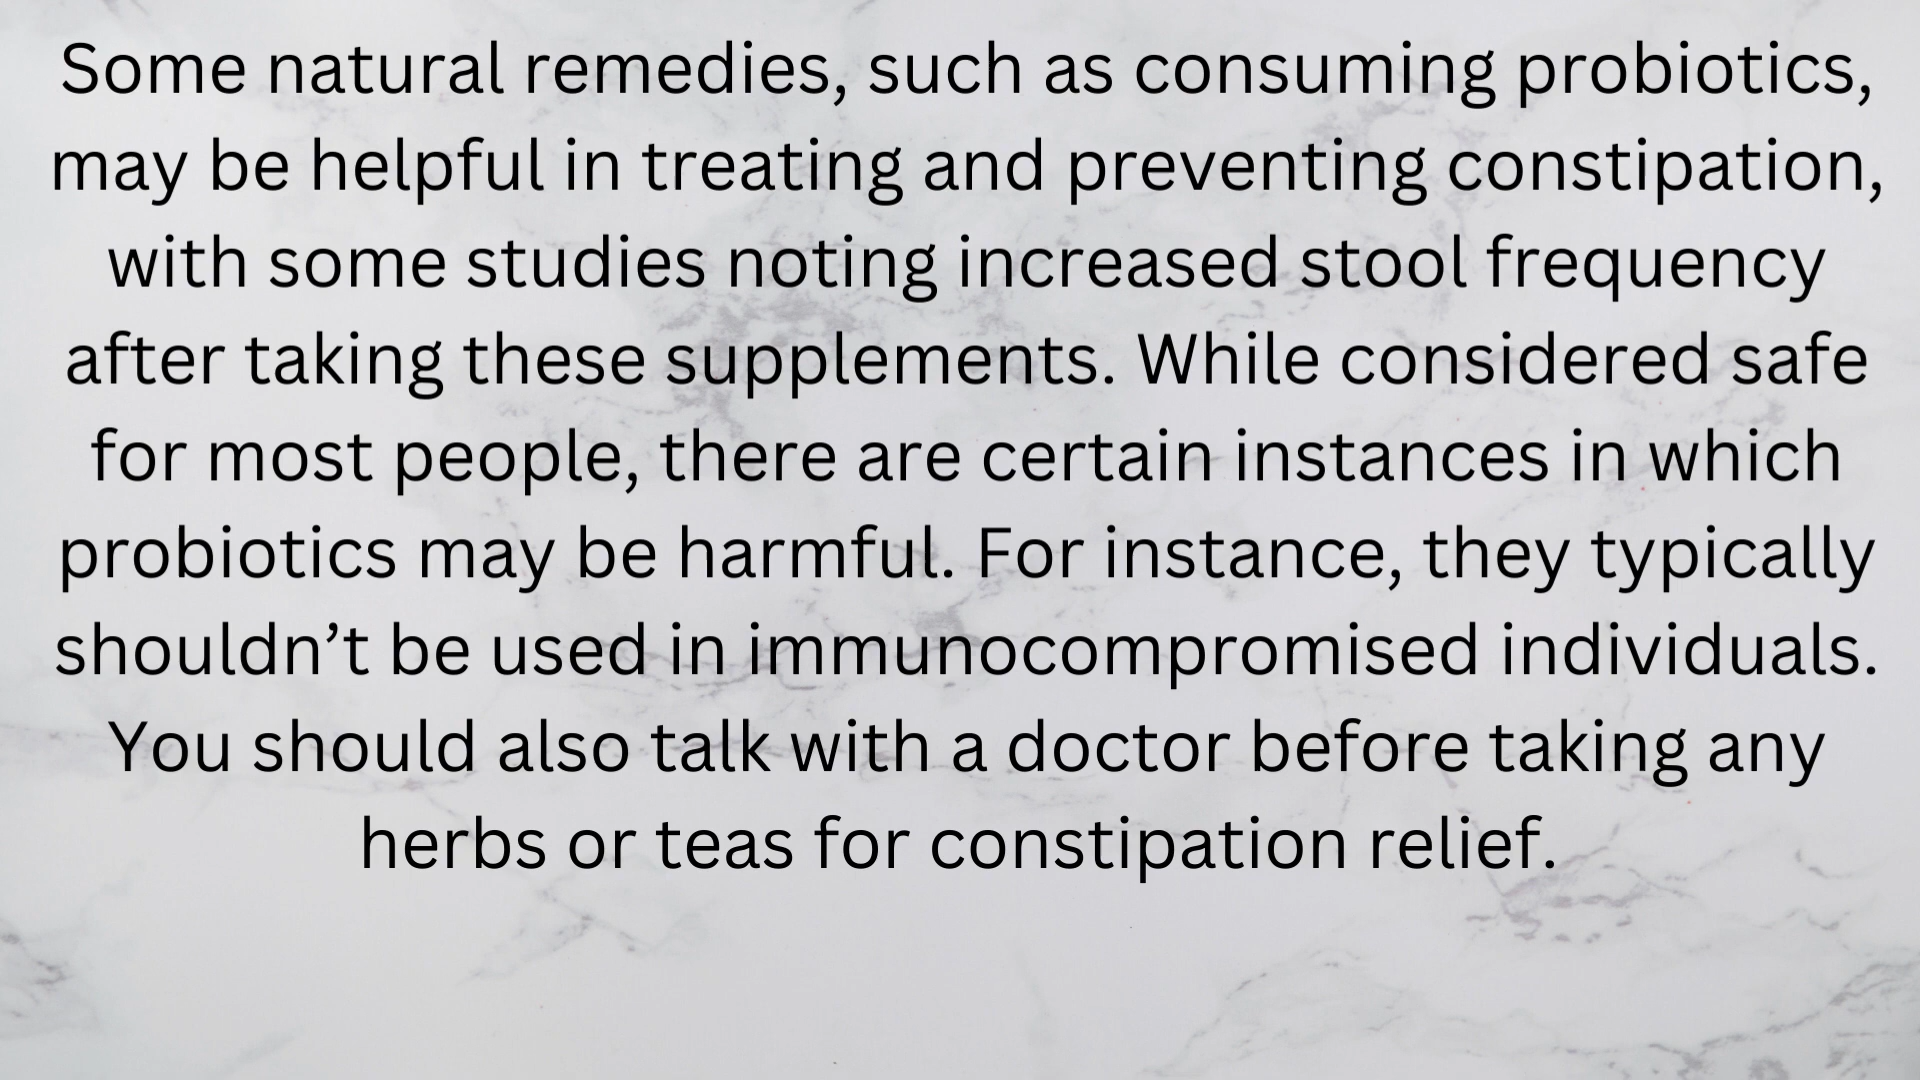 Some natural remedies, such as consuming probiotics,
may be helpful in treating and preventing constipation,
with some studies noting increased stool frequency
after taking these supplements. While considered safe
for most people, there are certain instances in which
probiotics may be harmful. For instance, they typically
shouldn’t be used in immunocompromised individuals.
You should also talk with a doctor before taking any
herbs or teas for constipation relief.